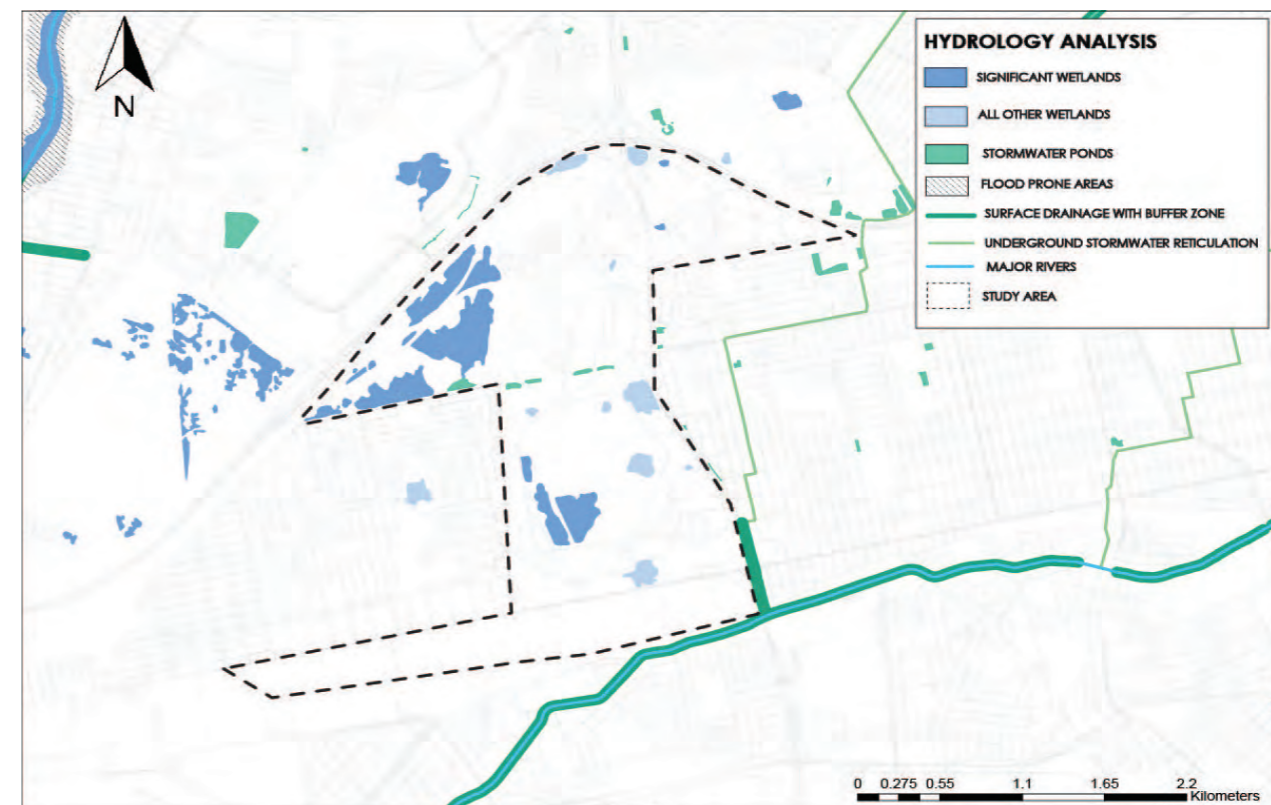 N
HYDROLOGY ANALYSIS
SIGNIFICANT WETLANDS
ALL OTHER WETLANDS
STORMWATER PONDS
FLOOD PRONE AREAS
SURFACE DRAINAGE WITH BUFFER ZONE
UNDERGROUND STORMWATER RETICULATION
MAJOR RIVERS
STUDY AREA
0 0.275 0.55 1.1 1.65 2.2
Kilometers